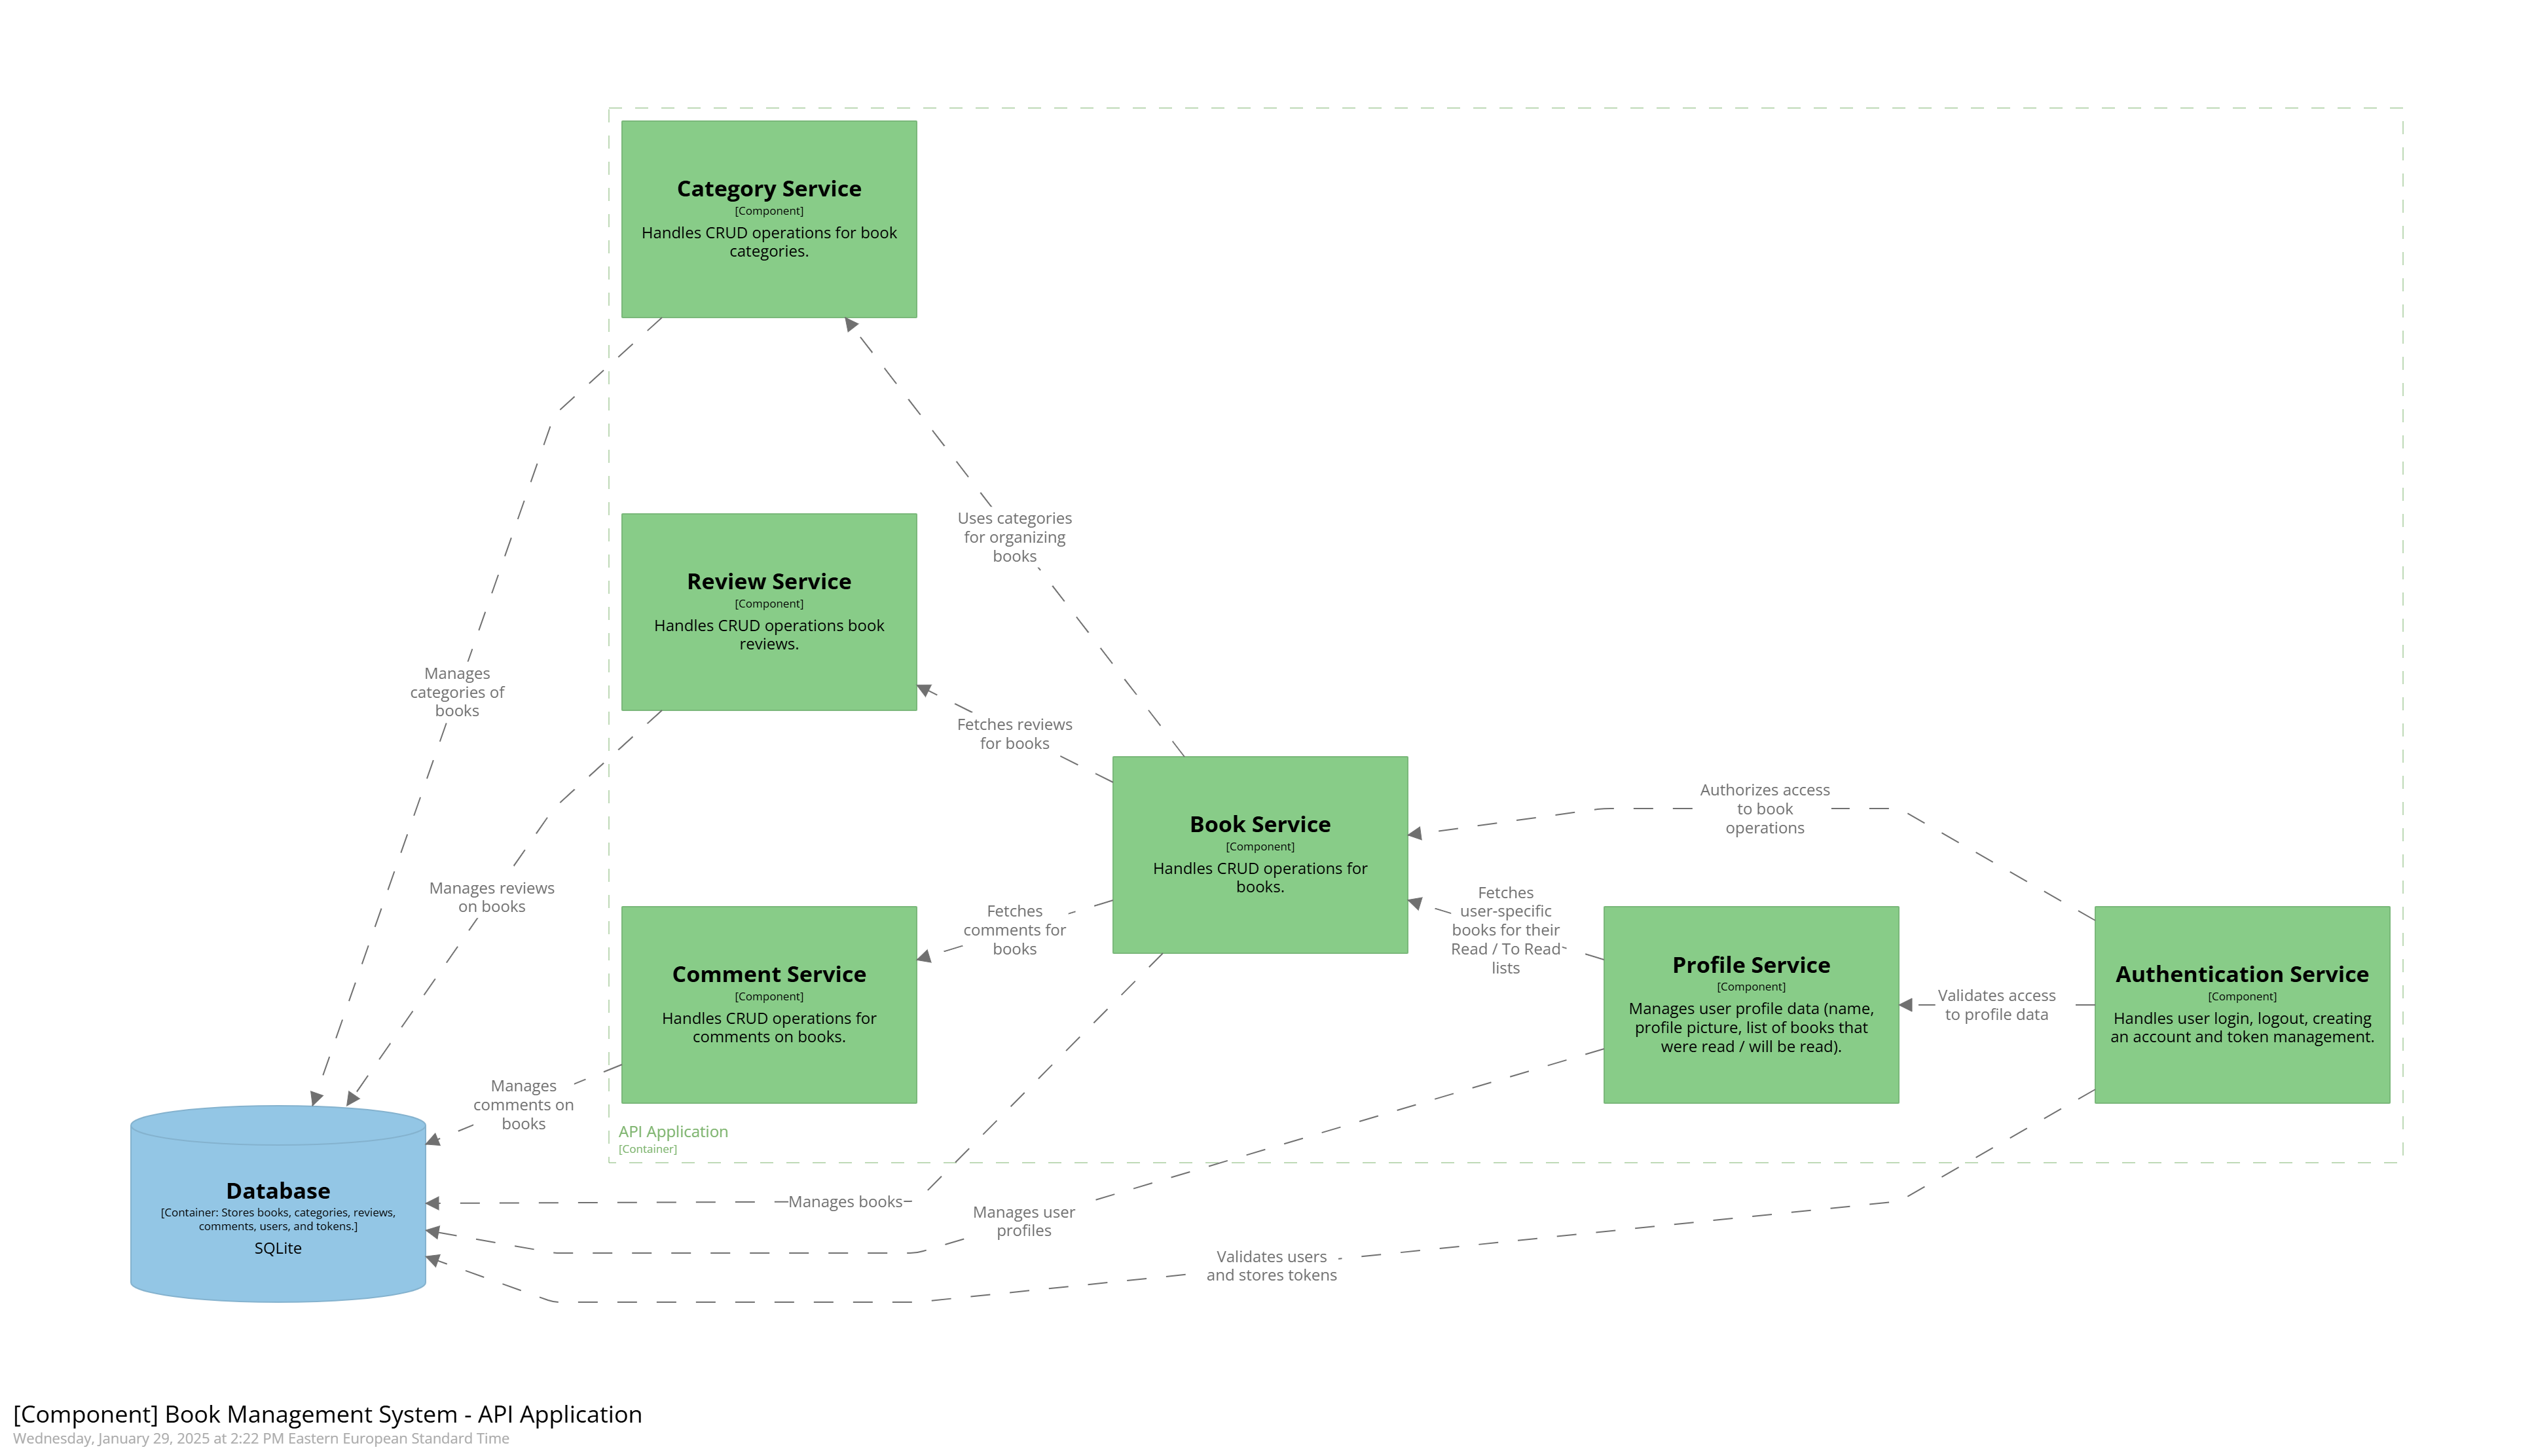 Category Service
[Component]
Handles CRUD operations for book
categories.
Uses categories
for organizing
books
Review Service
[Component]
Handles CRUD operations book
reviews.
Manages
categories of
books
Fetches reviews
for books
Book Service
[Component]
Handles CRUD operations for
books.
Authorizes access
to book
operations
Manages reviews
on books
Fetches
comments for
books
Fetches
user-specific
books for their
Read / To Read
lists
Comment Service
[Component]
Handles CRUD operations for
comments on books.
Profile Service
[Component]
Manages user profile data (name,
profile picture, list of books that
were read / will be read).
Validates access
to profile data
Authentication Service
[Component]
Handles user login, logout, creating
an account and token management.
Manages
comments on
books
API Application
[Container]
Database
[Container: Stores books, categories, reviews,
comments, users, and tokens.]
SQLite
Manages books
Manages user
profiles
Validates users
and stores tokens
[Component] Book Management System - API Application
Wednesday, January 29, 2025 at 2:22 PM Eastern European Standard Time